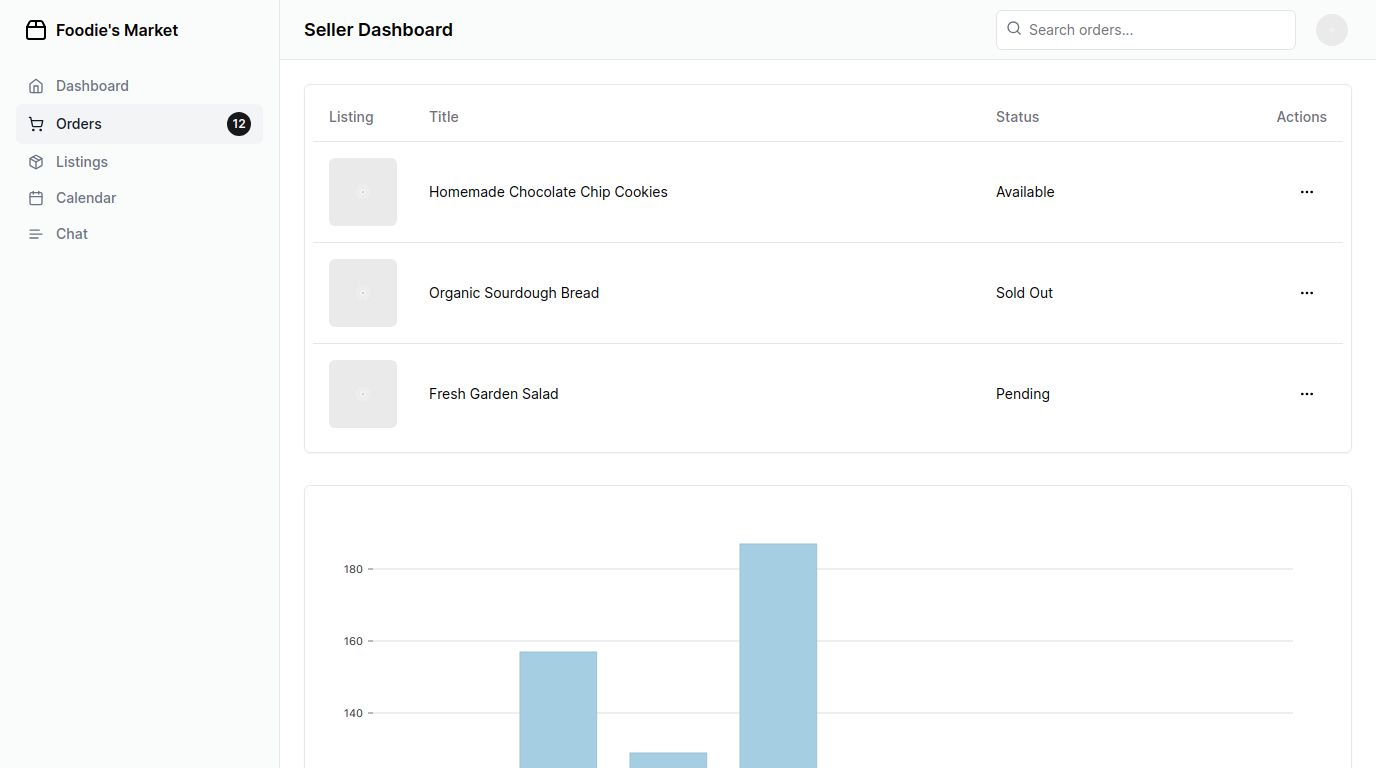 Foodie's Market
Seller Dashboard
Search orders...
Dashboard
Orders 12
Listings
Calendar
Chat
Listing Title Status Actions
Homemade Chocolate Chip Cookies Available
Organic Sourdough Bread Sold Out
Fresh Garden Salad Pending
180
160
140